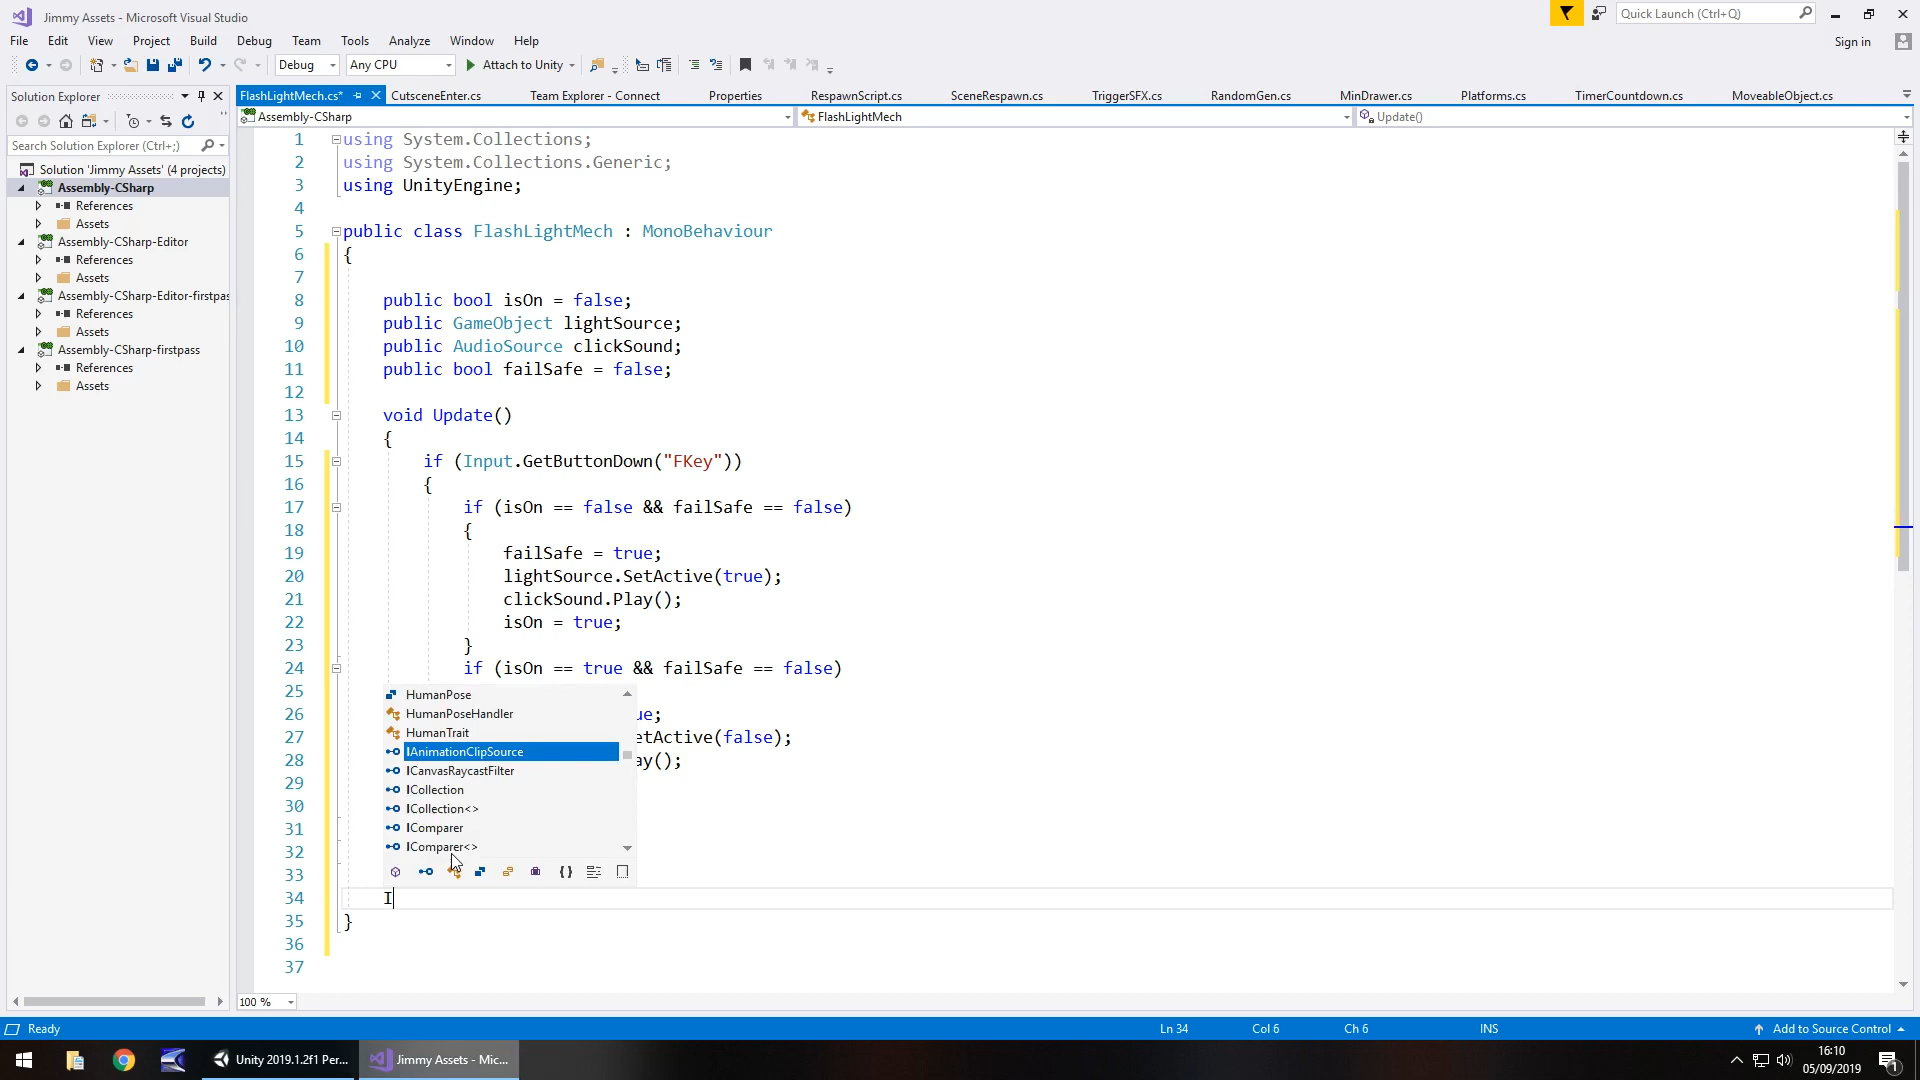 Jimmy Assets - Microsoft Visual Studio
Quick Launch (Ctrl+Q)
File Edit View Project Build Debug Team Tools Analyze Window Help
Sign in
Debug Any CPU Attach to Unity
Solution Explorer
FlashLightMech.cs* CutsceneEnter.cs Team Explorer - Connect Properties RespawnScript.cs SceneRespawn.cs TriggerSFX.cs RandomGen.cs MinDrawer.cs Platforms.cs TimerCountdown.cs MoveableObject.cs
Assembly-CSharp FlashLightMech Update()
Search Solution Explorer (Ctrl+;)
Solution 'Jimmy Assets' (4 projects)
Assembly-CSharp
References
Assets
Assembly-CSharp-Editor
References
Assets
Assembly-CSharp-Editor-firstpas
References
Assets
Assembly-CSharp-firstpass
References
Assets
1 using System.Collections;
2 using System.Collections.Generic;
3 using UnityEngine;
4
5 public class FlashLightMech : MonoBehaviour
6 {
7
8 public bool isOn = false;
9 public GameObject lightSource;
10 public AudioSource clickSound;
11 public bool failSafe = false;
12
13 void Update()
14 {
15 if (Input.GetButtonDown("FKey"))
16 {
17 if (isOn == false && failSafe == false)
18 {
19 failSafe = true;
20 lightSource.SetActive(true);
21 clickSound.Play();
22 isOn = true;
23 }
24 if (isOn == true && failSafe == false)
25
26 ue;
27 etActive(false);
28 ay();
29
30
31
32
33
34 I
35 }
36
37
HumanPose
HumanPoseHandler
HumanTrait
IAnimationClipSource
ICanvasRaycastFilter
ICollection
ICollection<>
IComparer
IComparer<>
100 %
Ready Ln 34 Col 6 Ch 6 INS Add to Source Control
Unity 2019.1.2f1 Per... Jimmy Assets - Mic...
16:10
05/09/2019
1